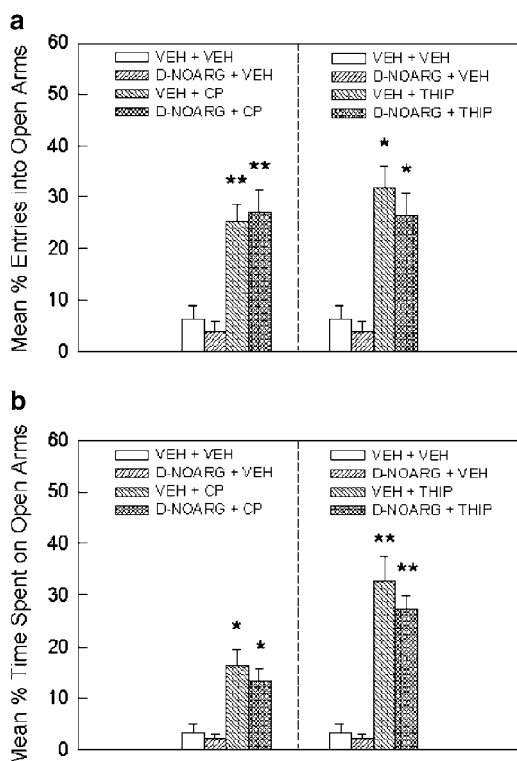 a
Mean % Entries into Open Arms
60
50
40
30
20
10
0
VEH + VEH
D-NOARG + VEH
VEH + CP
D-NOARG + CP
VEH + VEH
D-NOARG + VEH
VEH + THIP
D-NOARG + THIP
**
**
*
*
b
Mean % Time Spent on Open Arms
60
50
40
30
20
10
0
VEH + VEH
D-NOARG + VEH
VEH + CP
D-NOARG + CP
VEH + VEH
D-NOARG + VEH
VEH + THIP
D-NOARG + THIP
*
*
**
**